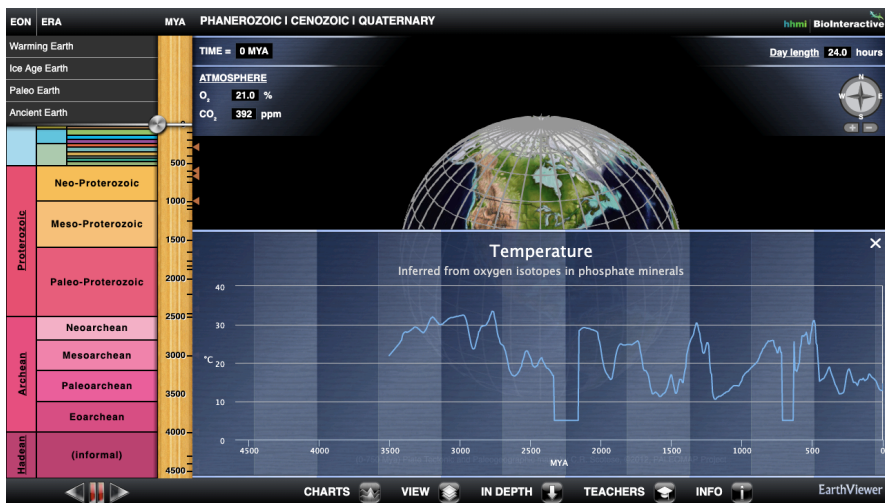 EON ERA MYA PHANEROZOIC | CENOZOIC | QUATERNARY
hhmi BioInteractive
Warming Earth
Ice Age Earth
Paleo Earth
Ancient Earth
TIME = 0 MYA
Day length 24.0 hours
ATMOSPHERE
O2 21.0 %
CO2 392 ppm
N
W E
S
+ −
0
500
1000
1500
2000
2500
3000
3500
4000
4500
Proterozoic
Neo-Proterozoic
Meso-Proterozoic
Paleo-Proterozoic
Archean
Neoarchean
Mesoarchean
Paleoarchean
Eoarchean
Hadean
(informal)
Temperature
Inferred from oxygen isotopes in phosphate minerals
40
30
°C 20
10
0
4500 4000 3500 3000 2500 2000 1500 1000 500 0
MYA
CHARTS VIEW IN DEPTH TEACHERS INFO i EarthViewer